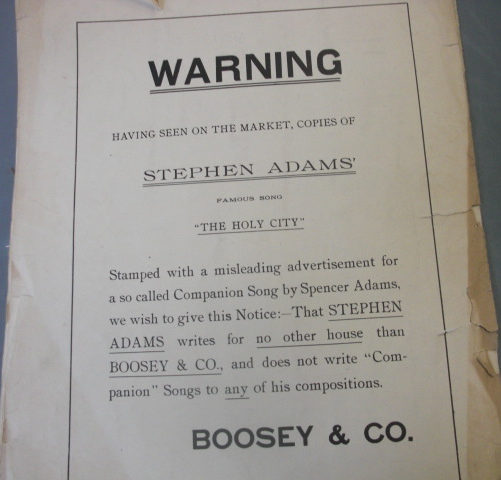 WARNING
HAVING SEEN ON THE MARKET, COPIES OF
STEPHEN ADAMS'
FAMOUS SONG
"THE HOLY CITY"
Stamped with a misleading advertisement for
a so called Companion Song by Spencer Adams,
we wish to give this Notice:—That STEPHEN
ADAMS writes for no other house than
BOOSEY & CO., and does not write "Com-
panion" Songs to any of his compositions.
BOOSEY & CO.